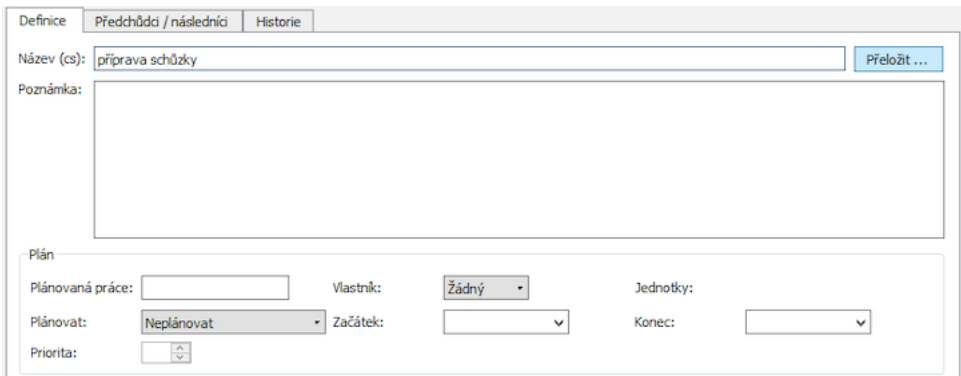 Definice Předchůdci / následníci Historie
Název (cs): příprava schůzky Přeložit ...
Poznámka:
Plán
Plánovaná práce: Vlastník: Žádný Jednotky:
Plánovat: Neplánovat Začátek: Konec:
Priorita: